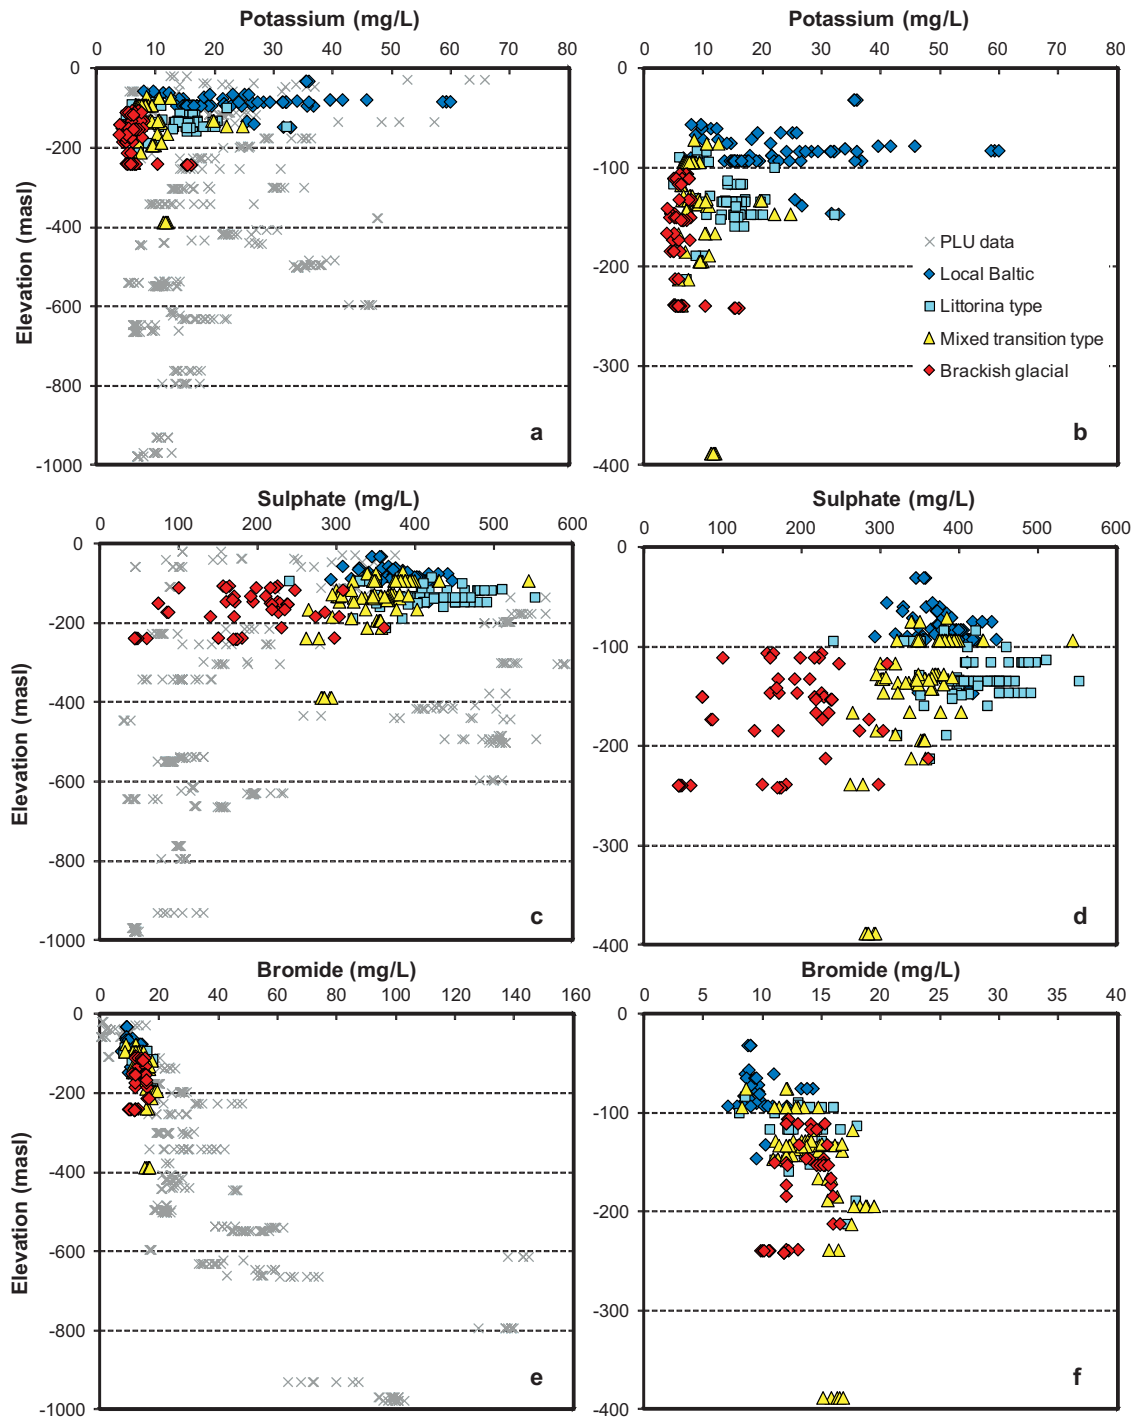 Potassium (mg/L)
0 10 20 30 40 50 60 70 80
0
-200
-400
-600
-800
-1000
Elevation (masl)
a
Potassium (mg/L)
0 10 20 30 40 50 60 70 80
0
-100
-200
-300
-400
PLU data
Local Baltic
Littorina type
Mixed transition type
Brackish glacial
b
Sulphate (mg/L)
0 100 200 300 400 500 600
0
-200
-400
-600
-800
-1000
Elevation (masl)
c
Sulphate (mg/L)
0 100 200 300 400 500 600
0
-100
-200
-300
-400
d
Bromide (mg/L)
0 20 40 60 80 100 120 140 160
0
-200
-400
-600
-800
-1000
Elevation (masl)
e
Bromide (mg/L)
0 5 10 15 20 25 30 35 40
0
-100
-200
-300
-400
f